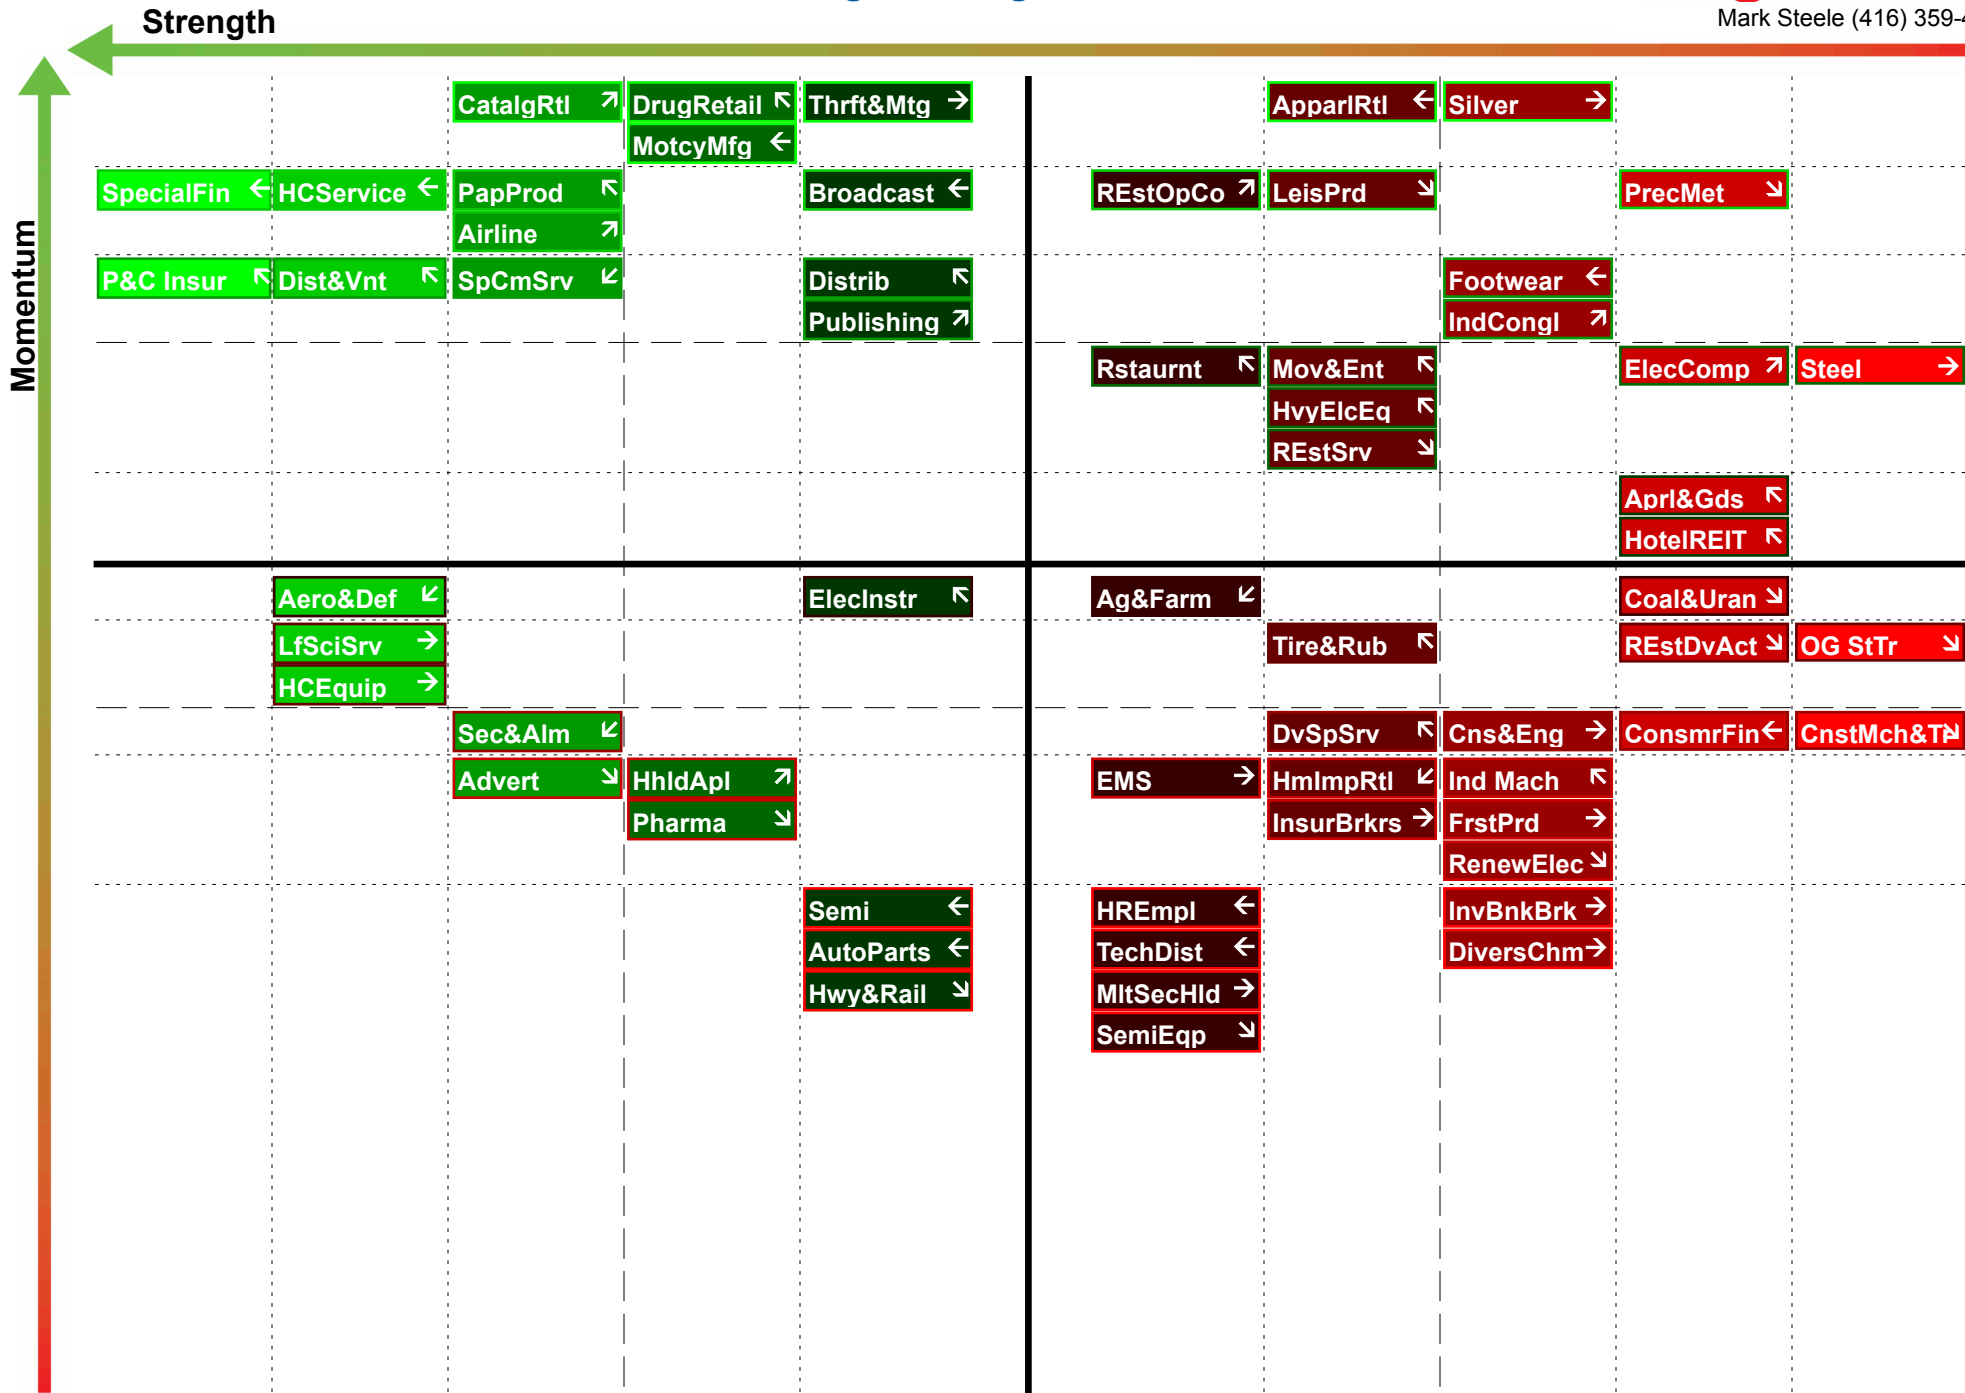 Strength
Mark Steele (416) 359-4
Momentum
CatalgRtl DrugRetail Thrft&Mtg ApparlRtl Silver
MotcyMfg
SpecialFin HCService PapProd Broadcast REstOpCo LeisPrd PrecMet
Airline
P&C Insur Dist&Vnt SpCmSrv Distrib Footwear
Publishing IndCongl
Rstaurnt Mov&Ent ElecComp Steel
HvyElcEq
REstSrv
Aprl&Gds
HotelREIT
Aero&Def ElecInstr Ag&Farm Coal&Uran
LfSciSrv Tire&Rub REstDvAct OG StTr
HCEquip
Sec&Alm DvSpSrv Cns&Eng ConsmrFin CnstMch&Tr
Advert HhldApl EMS HmImpRtl Ind Mach
Pharma InsurBrkrs FrstPrd
RenewElec
Semi HREmpl InvBnkBrk
AutoParts TechDist DiversChm
Hwy&Rail MltSecHld
SemiEqp